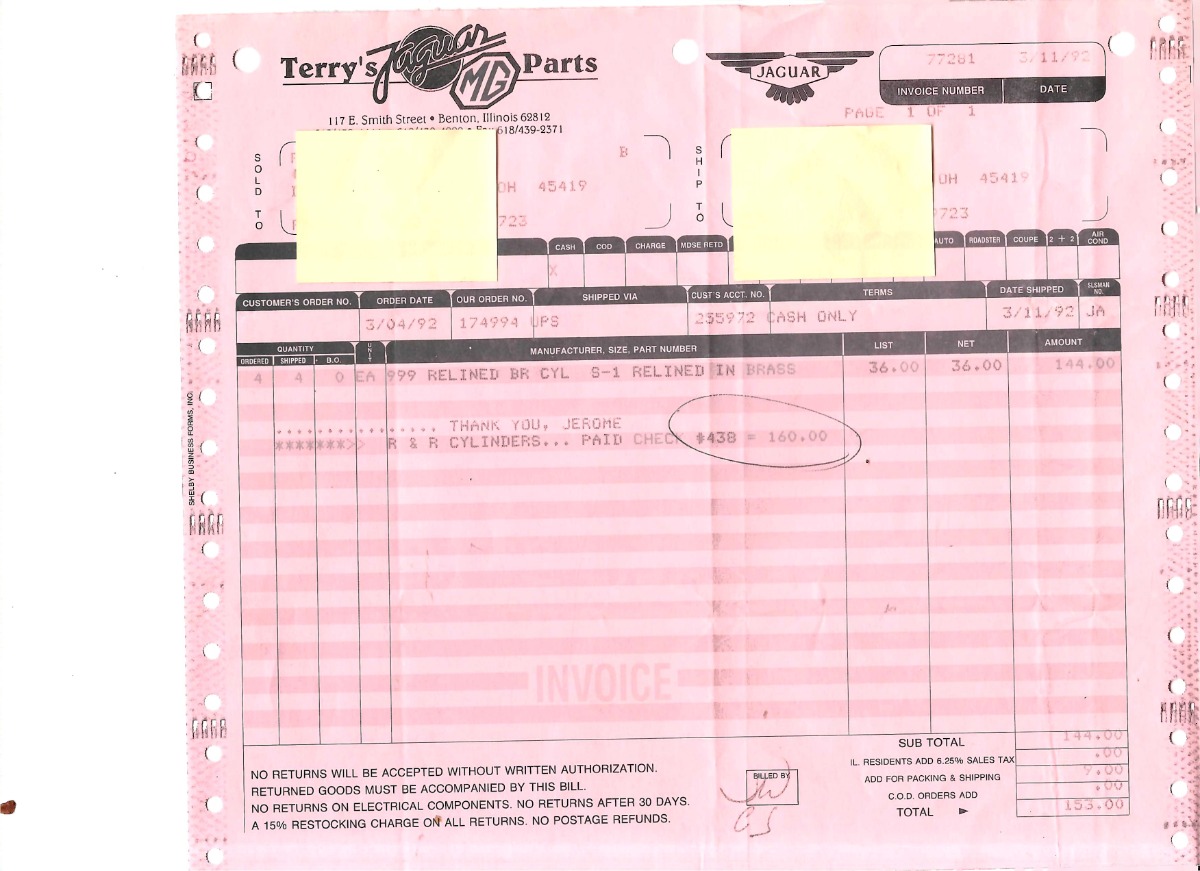 Terry's Jaguar MG Parts
117 E. Smith Street • Benton, Illinois 62812
Fax 618/439-2371
JAGUAR
77281 3/11/92
INVOICE NUMBER DATE
PAGE 1 OF 1
SOLD TO
B
OH 45419
723
SHIP TO
OH 45419
723
CASH COD CHARGE MDSE RETD AUTO ROADSTER COUPE 2 + 2 AIR COND
X
CUSTOMER'S ORDER NO. ORDER DATE OUR ORDER NO. SHIPPED VIA CUST'S ACCT. NO. TERMS DATE SHIPPED SLSMAN NO.
3/04/92 174994 UPS 255972 CASH ONLY 3/11/92 JA
QUANTITY UNIT MANUFACTURER, SIZE, PART NUMBER LIST NET AMOUNT
ORDERED SHIPPED B.O.
4 4 0 EA 999 RELINED BR CYL S-1 RELINED IN BRASS 36.00 36.00 144.00
................ THANK YOU, JEROME
*******>> R & R CYLINDERS... PAID CHECK #438 = 160.00
SHELBY BUSINESS FORMS, INC.
INVOICE
NO RETURNS WILL BE ACCEPTED WITHOUT WRITTEN AUTHORIZATION.
RETURNED GOODS MUST BE ACCOMPANIED BY THIS BILL.
NO RETURNS ON ELECTRICAL COMPONENTS. NO RETURNS AFTER 30 DAYS.
A 15% RESTOCKING CHARGE ON ALL RETURNS. NO POSTAGE REFUNDS.
BILLED BY
SUB TOTAL 144.00
IL. RESIDENTS ADD 6.25% SALES TAX .00
ADD FOR PACKING & SHIPPING 9.00
C.O.D. ORDERS ADD .00
TOTAL 153.00